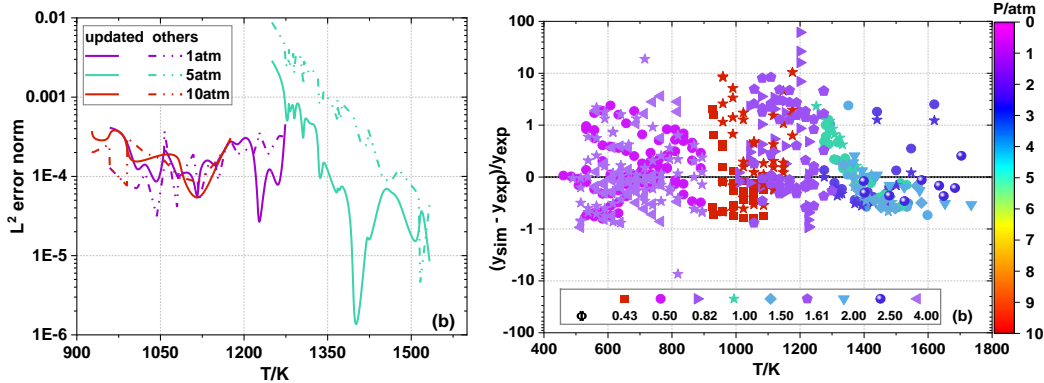 (b)
updated others
1atm
5atm
10atm
0.01
0.001
1E-4
1E-5
1E-6
L² error norm
900 1050 1200 1350 1500
T/K
(b)
P/atm
100
10
1
0
-1
-10
-100
(ysim - yexp)/yexp
Φ 0.43 0.50 0.82 1.00 1.50 1.61 2.00 2.50 4.00
(b)
400 600 800 1000 1200 1400 1600 1800
T/K
0
1
2
3
4
5
6
7
8
9
10